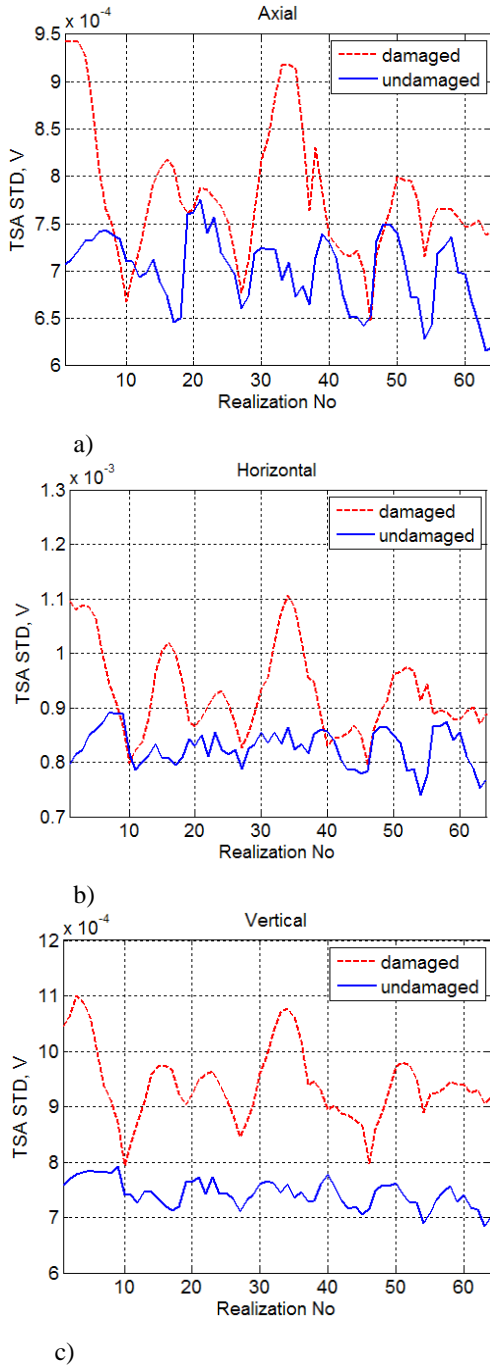 Axial
x 10^-4
9.5
9
8.5
8
7.5
7
6.5
6
TSA STD, V
damaged
undamaged
10 20 30 40 50 60
Realization No
a)
Horizontal
x 10^-3
1.3
1.2
1.1
1
0.9
0.8
0.7
TSA STD, V
damaged
undamaged
10 20 30 40 50 60
Realization No
b)
Vertical
x 10^-4
12
11
10
9
8
7
6
TSA STD, V
damaged
undamaged
10 20 30 40 50 60
Realization No
c)